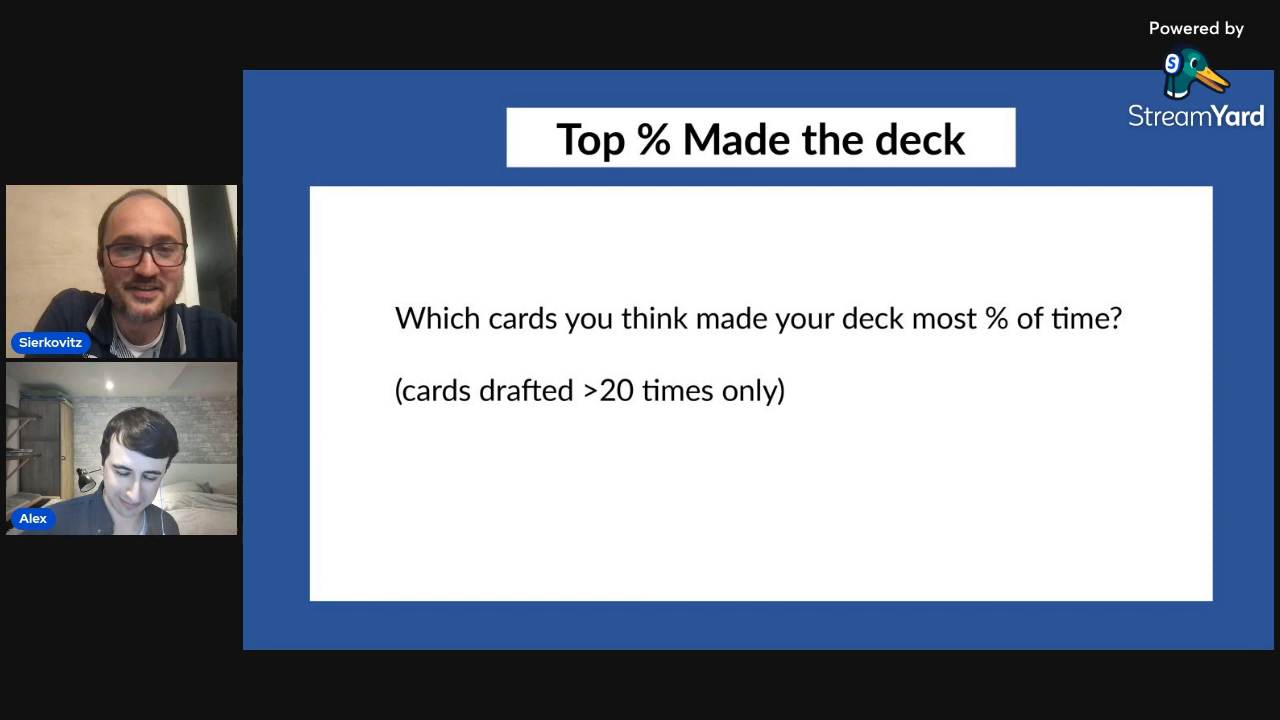 Powered by
StreamYard
Top % Made the deck
Which cards you think made your deck most % of time?
(cards drafted >20 times only)
Sierkovitz
Alex